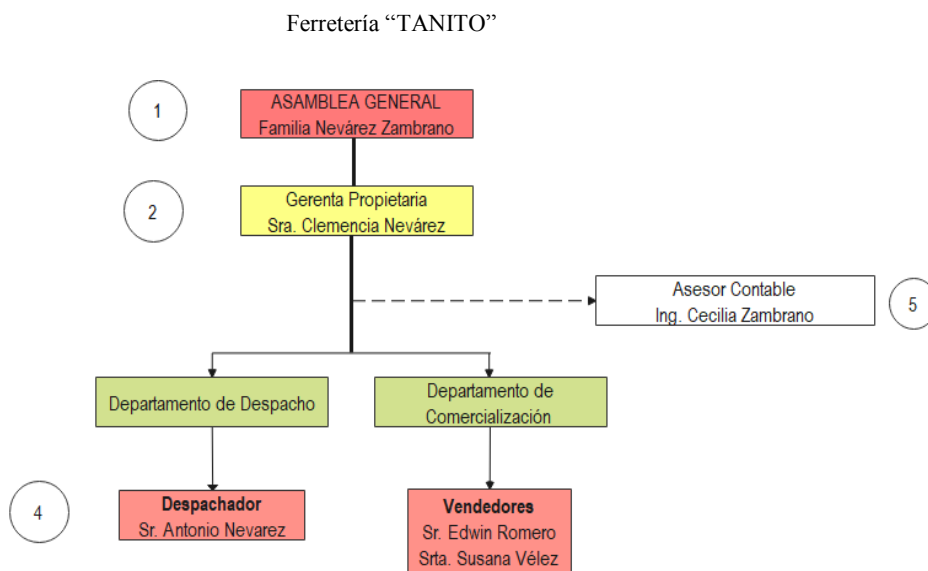 Ferretería “TANITO”
1
ASAMBLEA GENERAL
Familia Nevárez Zambrano
2
Gerenta Propietaria
Sra. Clemencia Nevárez
Asesor Contable
Ing. Cecilia Zambrano
5
Departamento de Despacho
Departamento de
Comercialización
4
Despachador
Sr. Antonio Nevarez
Vendedores
Sr. Edwin Romero
Srta. Susana Vélez